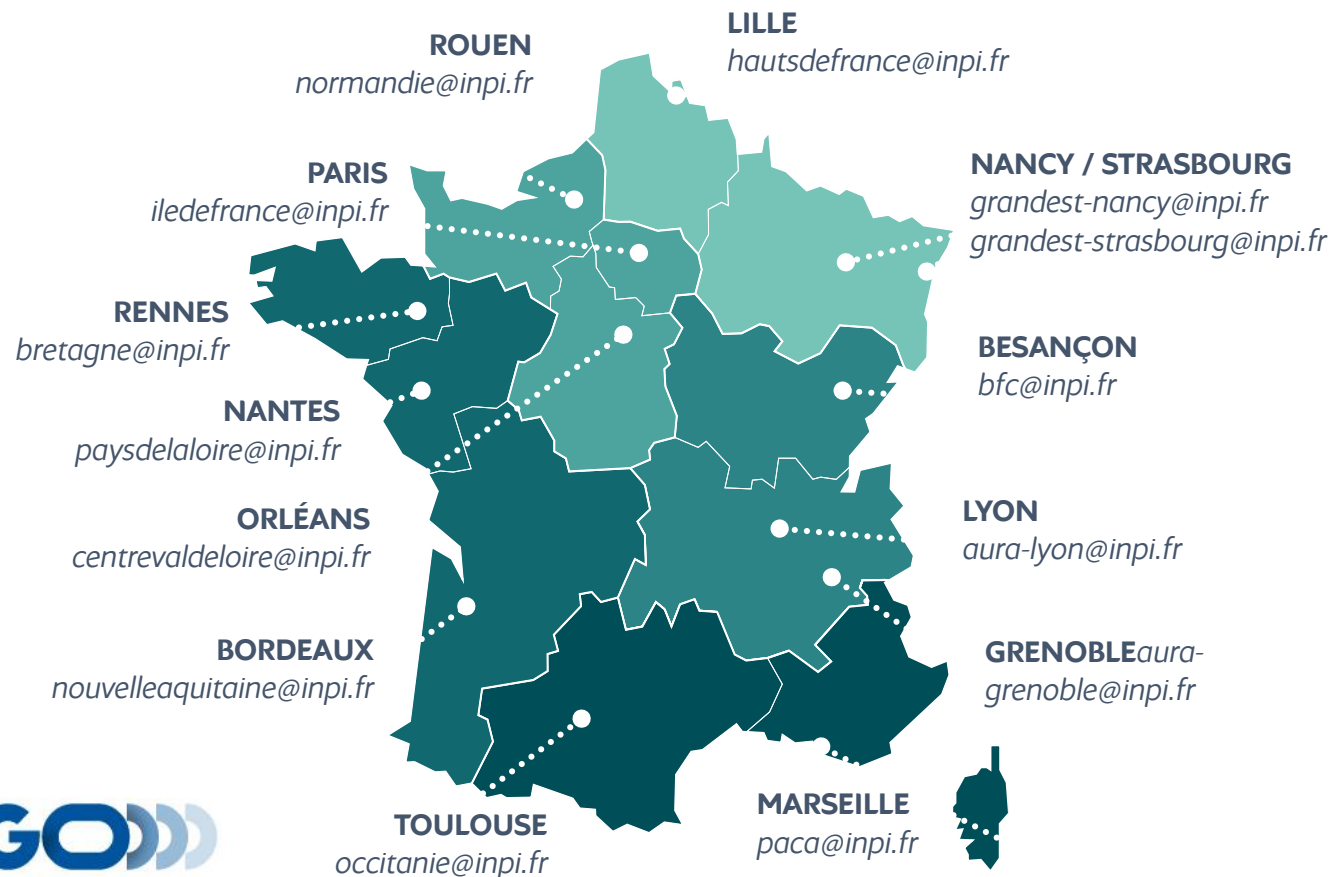 LILLE
hautsdefrance@inpi.fr
ROUEN
normandie@inpi.fr
NANCY / STRASBOURG
grandest-nancy@inpi.fr
grandest-strasbourg@inpi.fr
PARIS
iledefrance@inpi.fr
RENNES
bretagne@inpi.fr
BESANÇON
bfc@inpi.fr
NANTES
paysdelaloire@inpi.fr
ORLÉANS
centrevaldeloire@inpi.fr
LYON
aura-lyon@inpi.fr
BORDEAUX
nouvelleaquitaine@inpi.fr
GRENOBLEaura-
grenoble@inpi.fr
MARSEILLE
paca@inpi.fr
TOULOUSE
occitanie@inpi.fr
GO